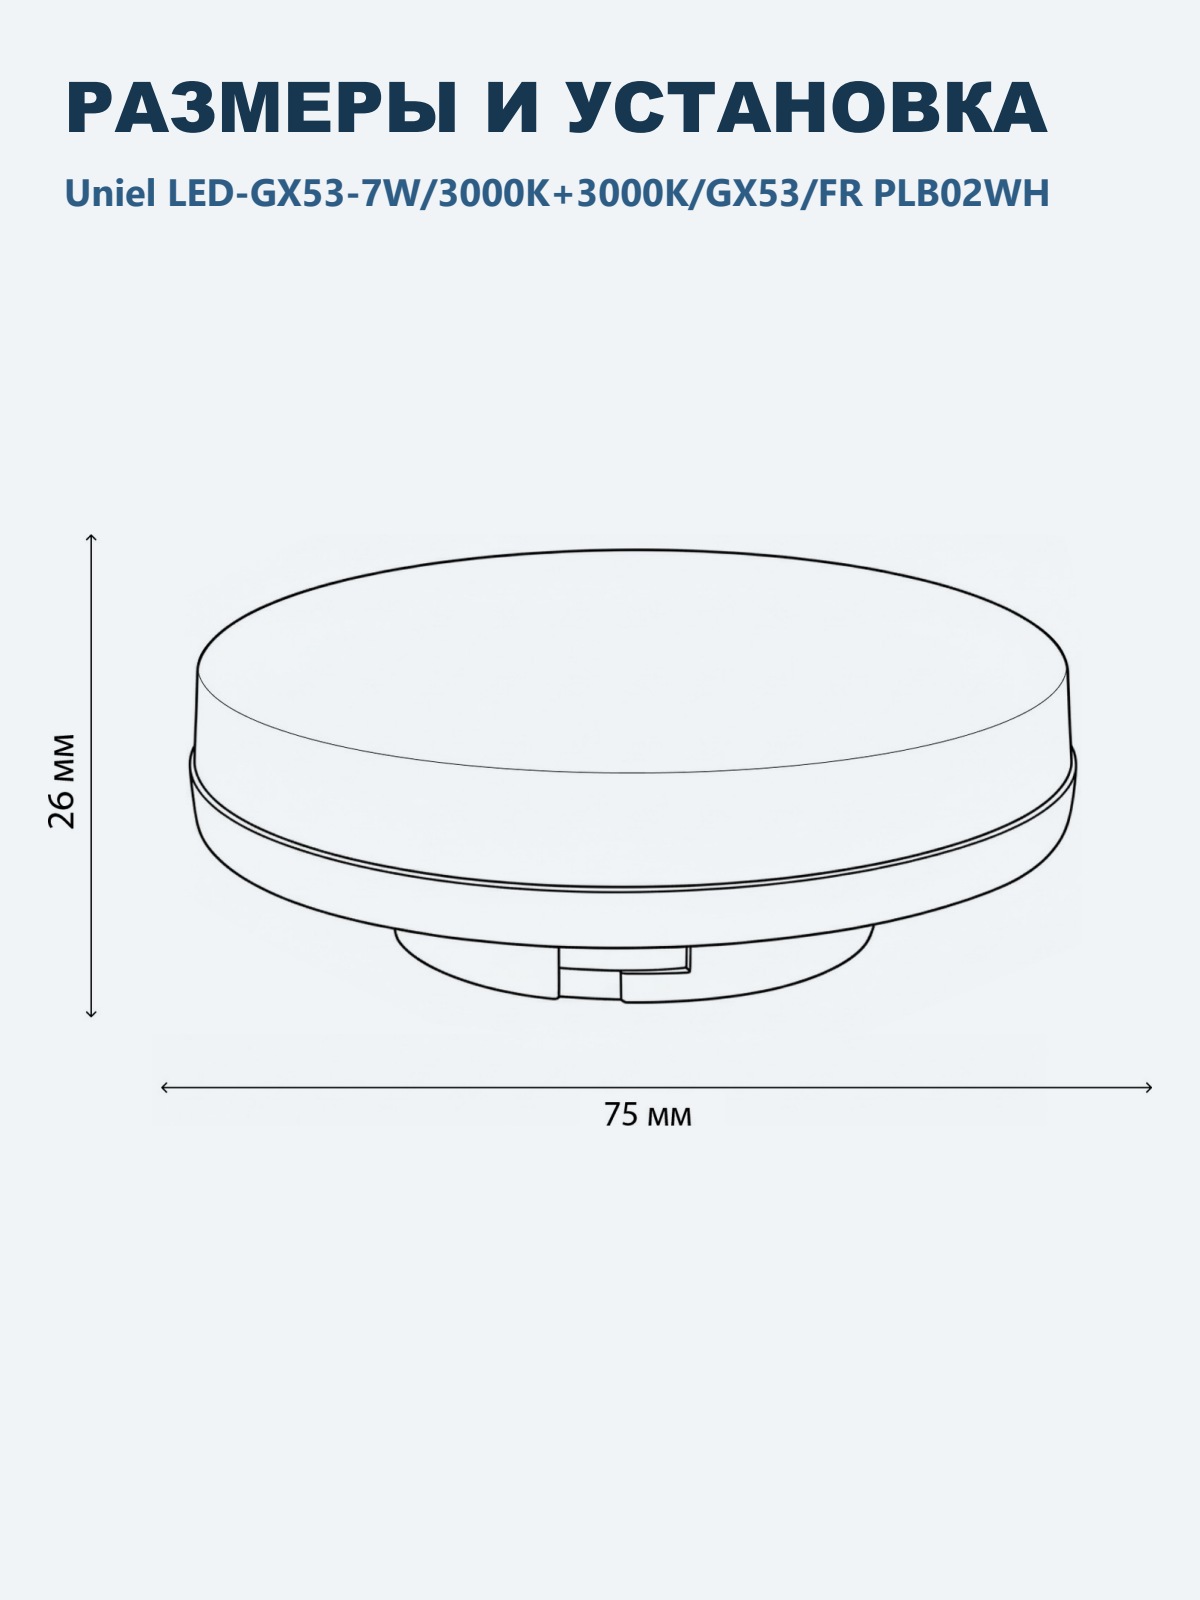 РАЗМЕРЫ И УСТАНОВКА
Uniel LED-GX53-7W/3000K+3000K/GX53/FR PLB02WH
26 мм
75 мм